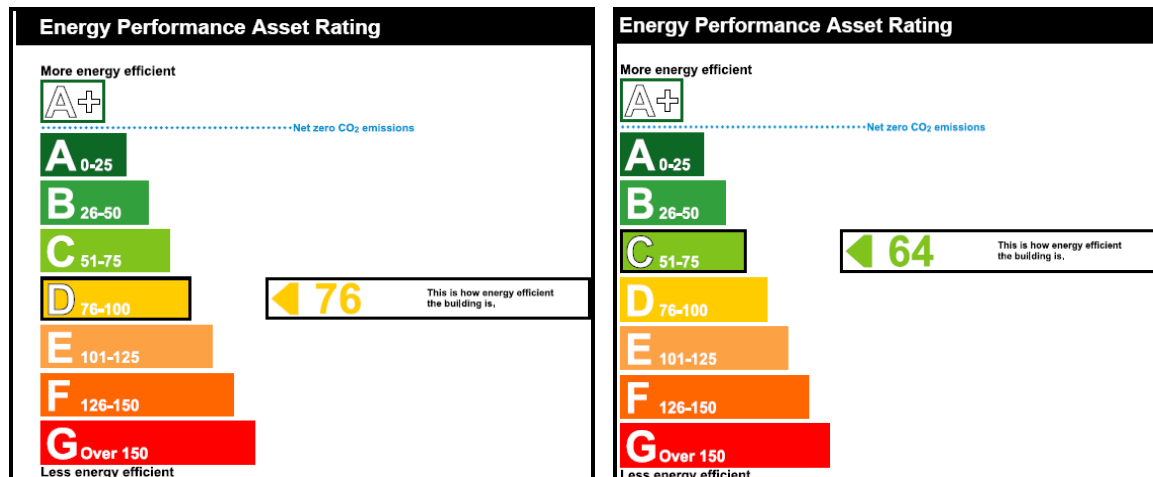 Energy Performance Asset Rating
More energy efficient
A+
Net zero CO2 emissions
A 0-25
B 26-50
C 51-75
D 76-100
76
This is how energy efficient
the building is.
E 101-125
F 126-150
G Over 150
Less energy efficient
Energy Performance Asset Rating
More energy efficient
A+
Net zero CO2 emissions
A 0-25
B 26-50
C 51-75
64
This is how energy efficient
the building is.
D 76-100
E 101-125
F 126-150
G Over 150
Less energy efficient